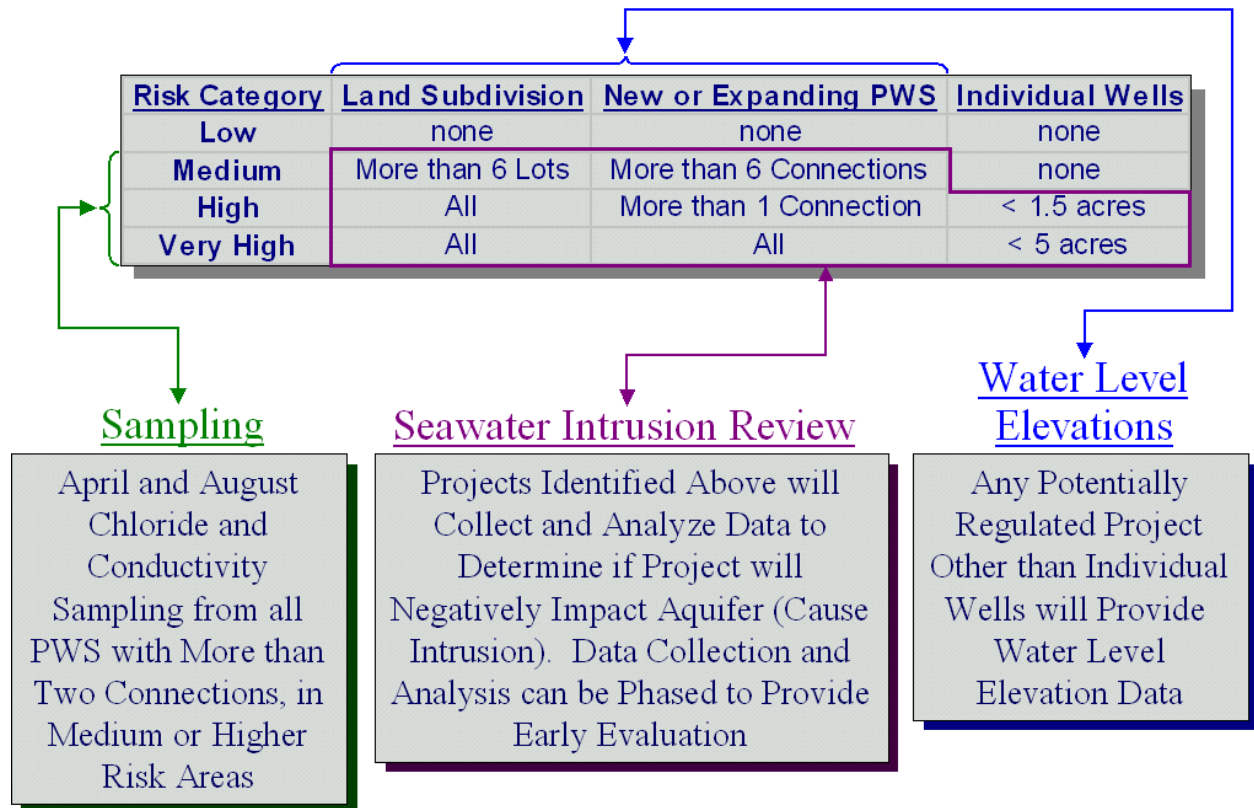 Risk Category Land Subdivision New or Expanding PWS Individual Wells
Low none none none
Medium More than 6 Lots More than 6 Connections none
High All More than 1 Connection < 1.5 acres
Very High All All < 5 acres
Sampling
April and August
Chloride and
Conductivity
Sampling from all
PWS with More than
Two Connections, in
Medium or Higher
Risk Areas
Seawater Intrusion Review
Projects Identified Above will
Collect and Analyze Data to
Determine if Project will
Negatively Impact Aquifer (Cause
Intrusion).  Data Collection and
Analysis can be Phased to Provide
Early Evaluation
Water Level
Elevations
Any Potentially
Regulated Project
Other than Individual
Wells will Provide
Water Level
Elevation Data